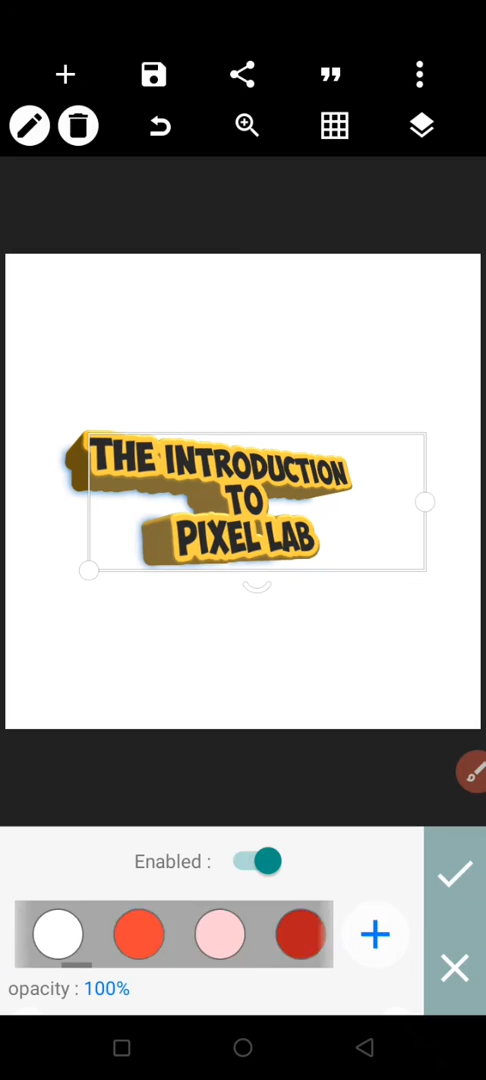 THE INTRODUCTION
TO
PIXEL LAB
Enabled :
opacity : 100%